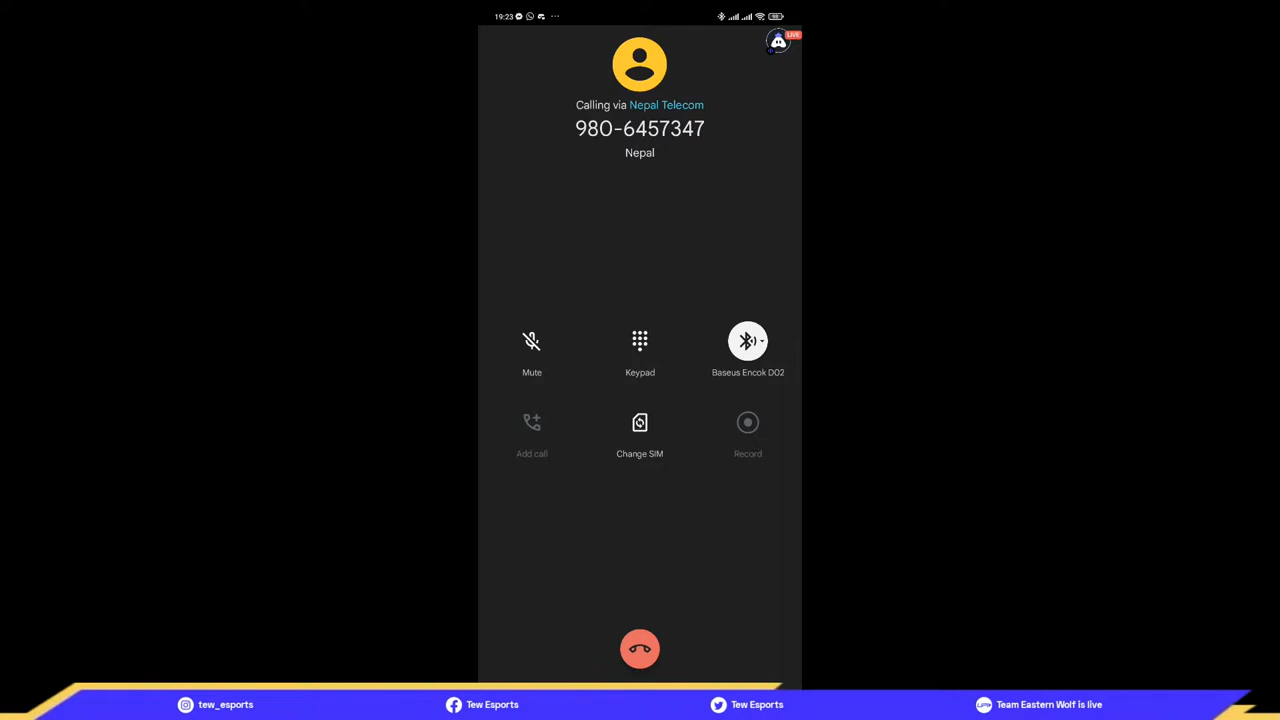 19:23
LIVE
Calling via Nepal Telecom
980-6457347
Nepal
Mute
Keypad
Baseus Encok D02
Add call
Change SIM
Record
tew_esports
Tew Esports
Tew Esports
Team Eastern Wolf is live